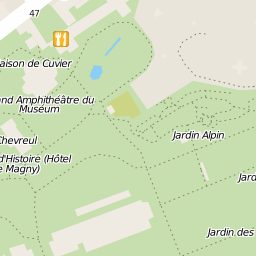 47
aison de Cuvier
and Amphithéâtre du
Muséum
Jardin Alpin
Chevreul
d'Histoire (Hôtel
e Magny)
Jard
Jardin des